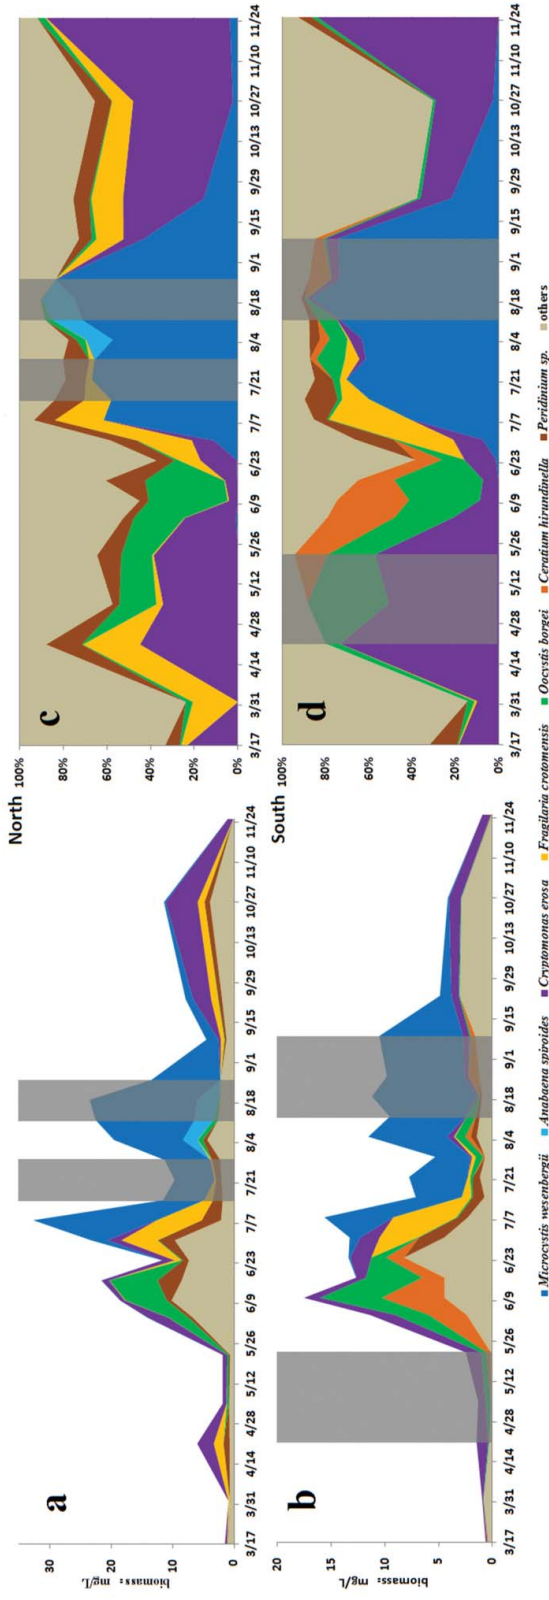 North
a
biomass: mg/L
30
20
10
0
3/17 3/31 4/14 4/28 5/12 5/26 6/9 6/23 7/7 7/21 8/4 8/18 9/1 9/15 9/29 10/13 10/27 11/10 11/24
c
100%
80%
60%
40%
20%
0%
3/17 3/31 4/14 4/28 5/12 5/26 6/9 6/23 7/7 7/21 8/4 8/18 9/1 9/15 9/29 10/13 10/27 11/10 11/24
South
b
biomass: mg/L
20
15
10
5
0
3/17 3/31 4/14 4/28 5/12 5/26 6/9 6/23 7/7 7/21 8/4 8/18 9/1 9/15 9/29 10/13 10/27 11/10 11/24
d
100%
80%
60%
40%
20%
0%
3/17 3/31 4/14 4/28 5/12 5/26 6/9 6/23 7/7 7/21 8/4 8/18 9/1 9/15 9/29 10/13 10/27 11/10 11/24
Microcystis wesenbergii Anabaena spiroides Cryptomonas erosa Fragilaria crotomensis Oocystis borgei Ceratium hirundinella Peridinium sp. others